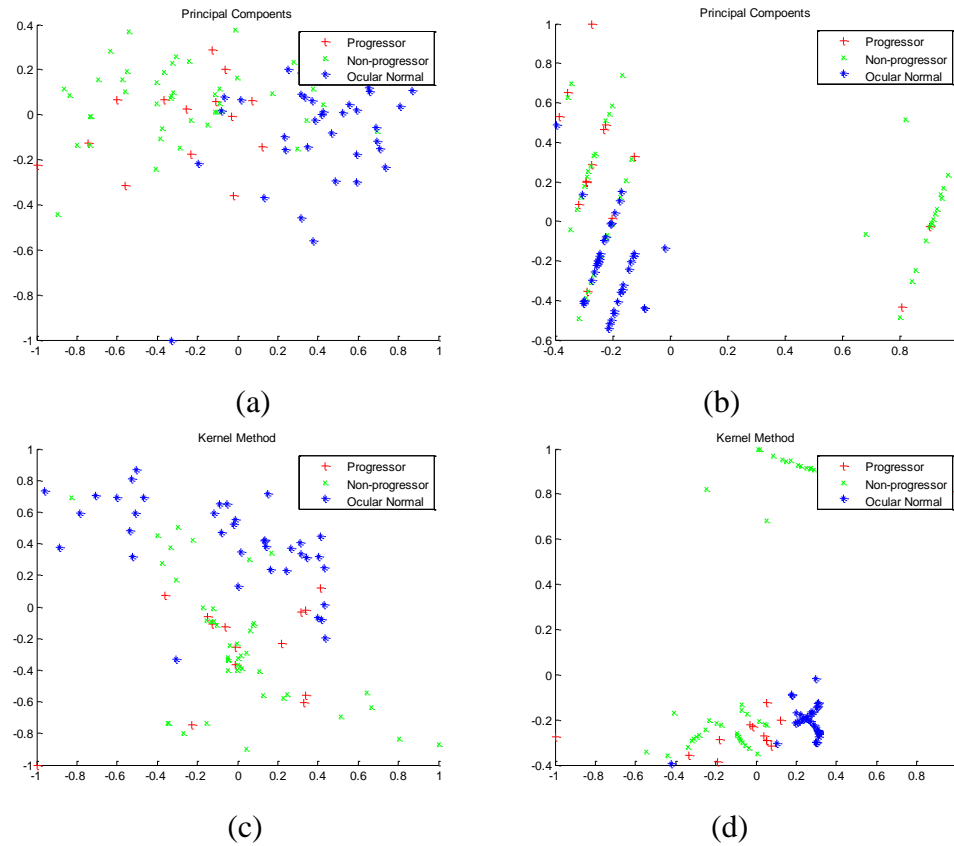 Principal Compoents
0.4
0.2
0
-0.2
-0.4
-0.6
-0.8
-1
-1 -0.8 -0.6 -0.4 -0.2 0 0.2 0.4 0.6 0.8 1
Progressor
Non-progressor
Ocular Normal
(a)
Principal Compoents
1
0.8
0.6
0.4
0.2
0
-0.2
-0.4
-0.6
-0.4 -0.2 0 0.2 0.4 0.6 0.8
Progressor
Non-progressor
Ocular Normal
(b)
Kernel Method
1
0.8
0.6
0.4
0.2
0
-0.2
-0.4
-0.6
-0.8
-1
-1 -0.8 -0.6 -0.4 -0.2 0 0.2 0.4 0.6 0.8 1
Progressor
Non-progressor
Ocular Normal
(c)
Kernel Method
1
0.8
0.6
0.4
0.2
0
-0.2
-0.4
-1 -0.8 -0.6 -0.4 -0.2 0 0.2 0.4 0.6 0.8
Progressor
Non-progressor
Ocular Normal
(d)